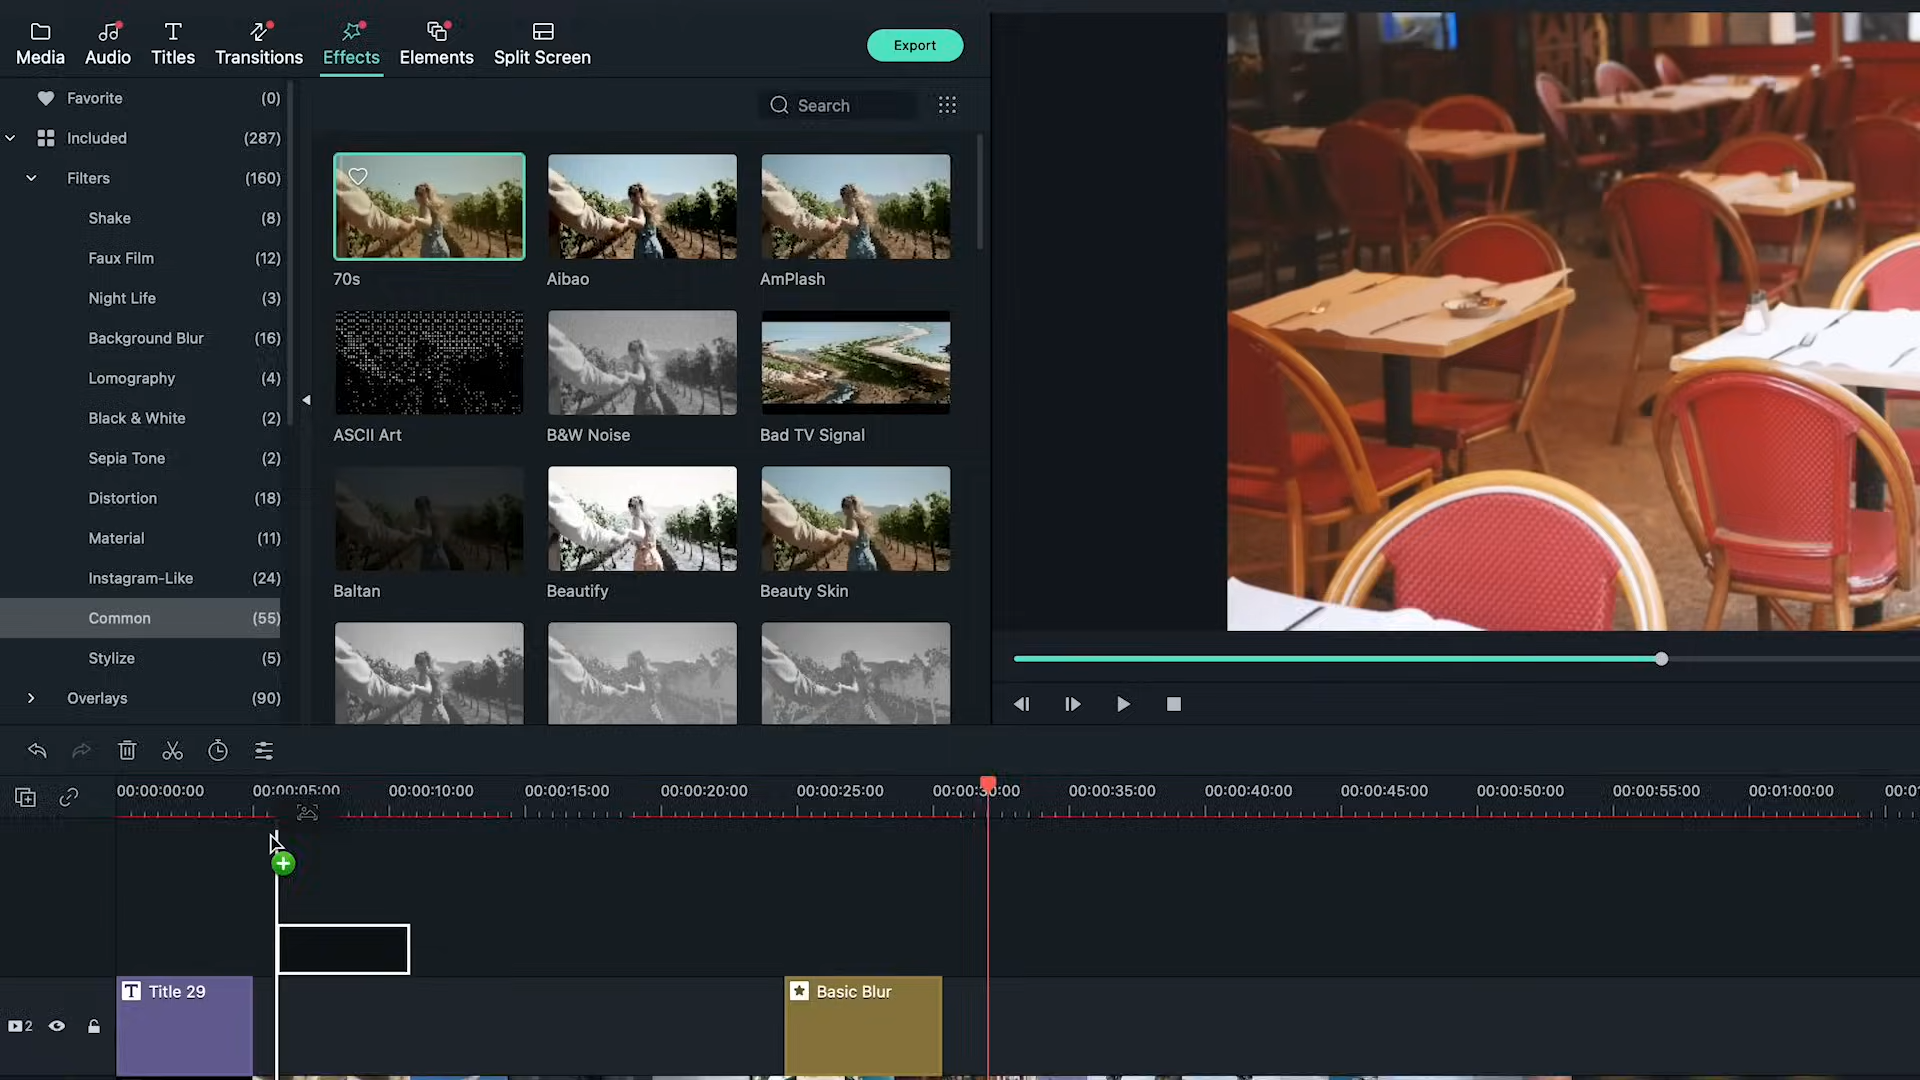 Media Audio Titles Transitions Effects Elements Split Screen
Export
Favorite (0)
Included (287)
Filters (160)
Shake (8)
Faux Film (12)
Night Life (3)
Background Blur (16)
Lomography (4)
Black & White (2)
Sepia Tone (2)
Distortion (18)
Material (11)
Instagram-Like (24)
Common (55)
Stylize (5)
Overlays (90)
Search
70s Aibao AmPlash
ASCII Art B&W Noise Bad TV Signal
Baltan Beautify Beauty Skin
00:00:00:00 00:00:05:00 00:00:10:00 00:00:15:00 00:00:20:00 00:00:25:00 00:00:30:00 00:00:35:00 00:00:40:00 00:00:45:00 00:00:50:00 00:00:55:00 00:01:00:00 00:0
T Title 29
Basic Blur
2